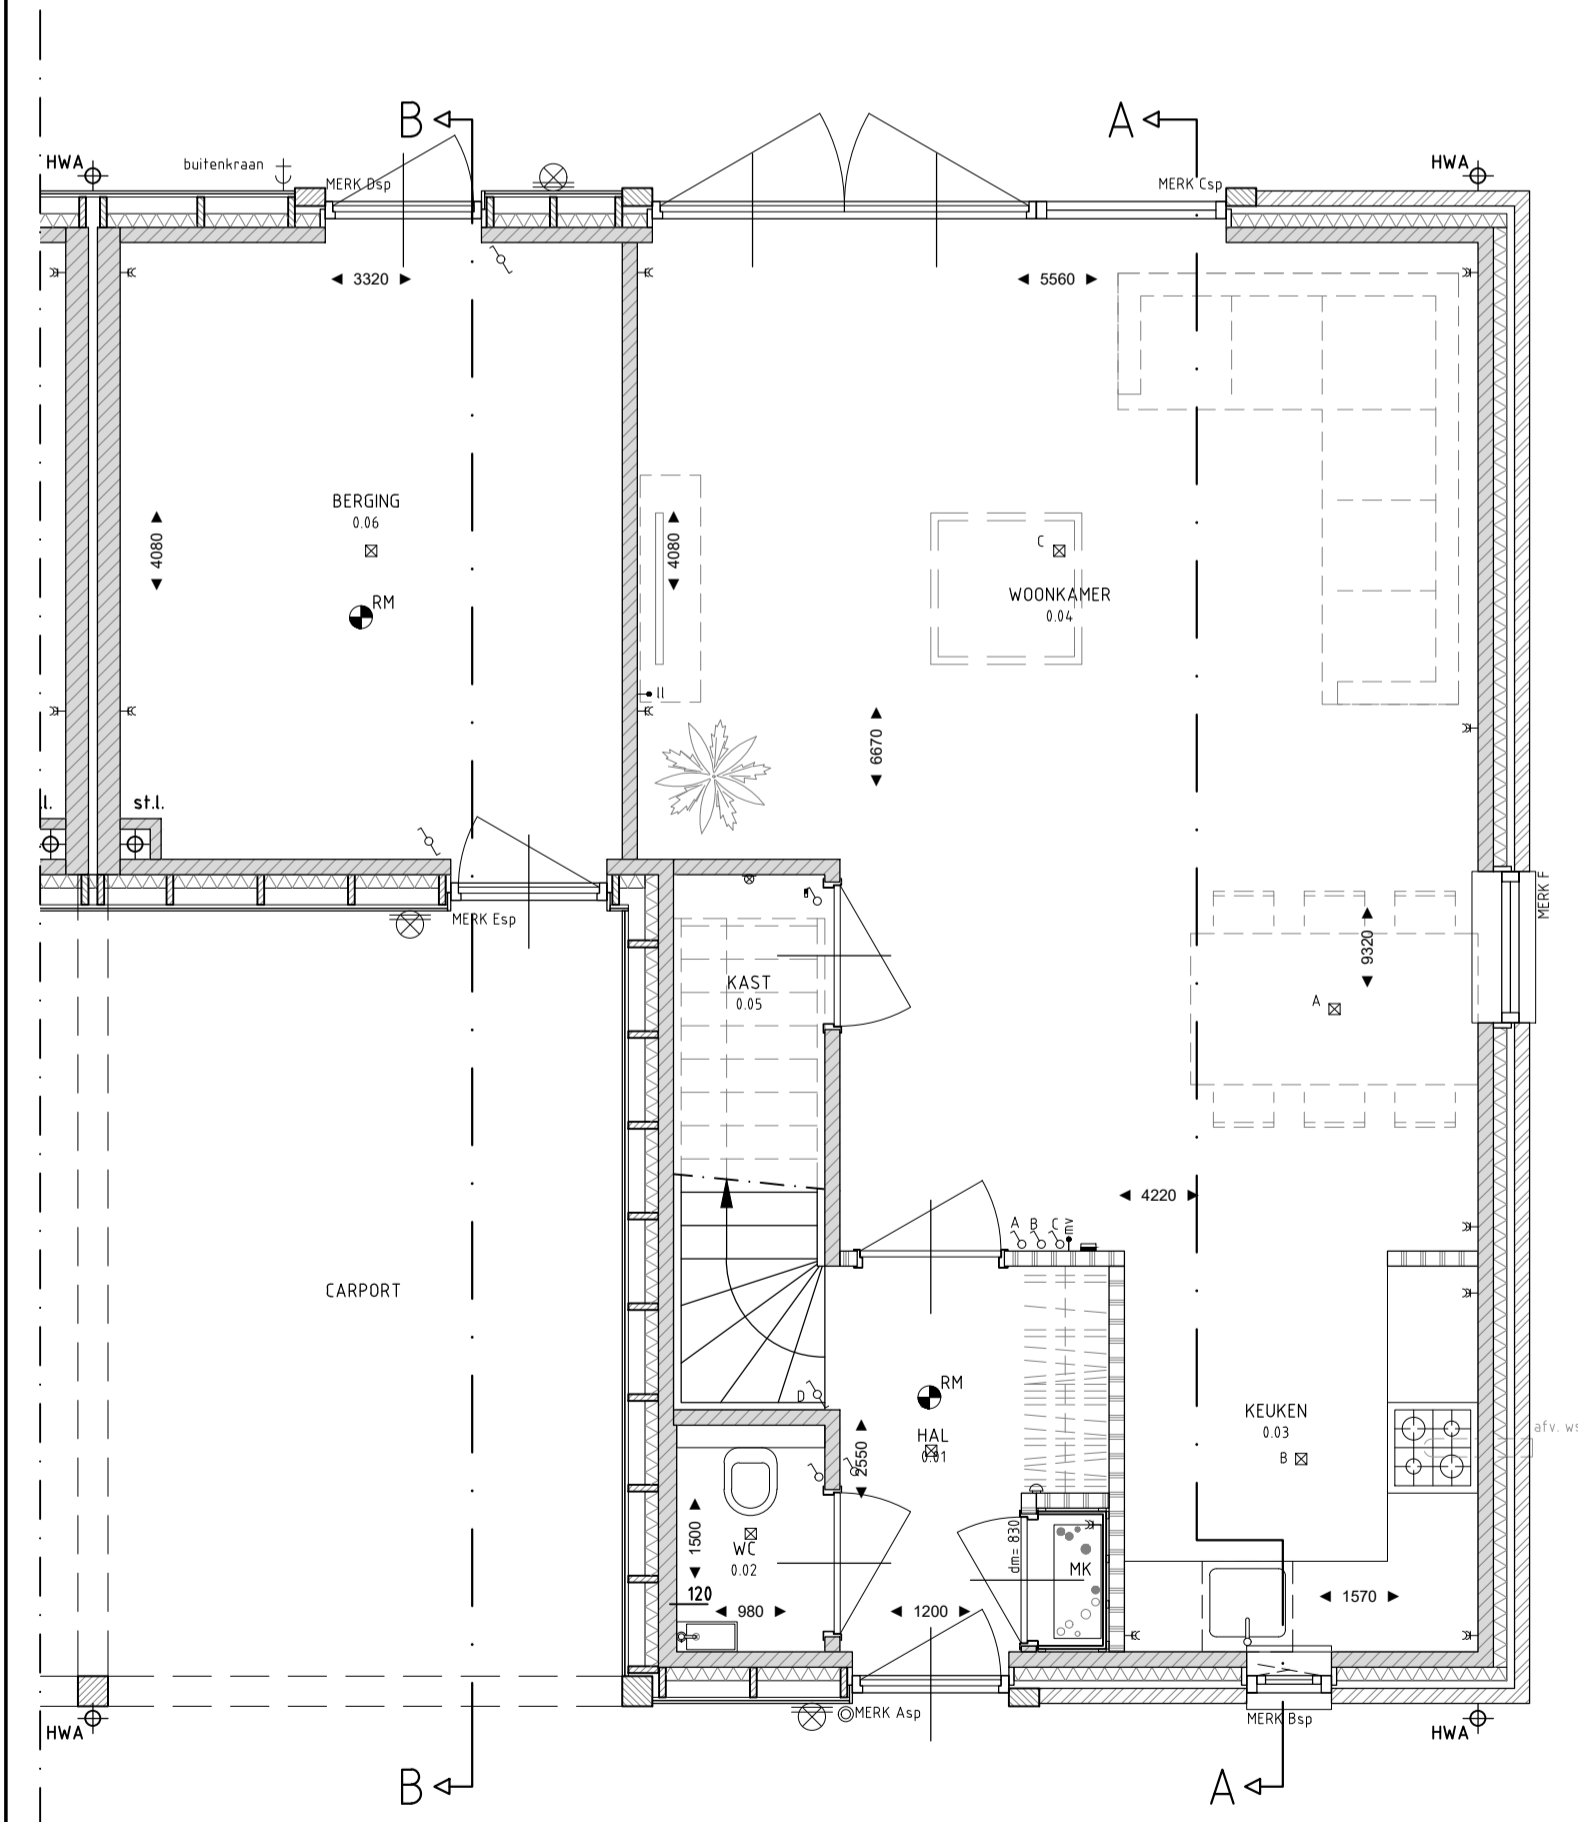 B
A
HWA
buitenkraan
MERK Dsp
MERK Csp
HWA
3320
5560
BERGING
0.06
4080
4080
C
WOONKAMER
0.04
RM
6670
l.
st.l.
MERK Esp
MERK F
KAST
0.05
9320
A
4220
A B C mv
CARPORT
D
RM
HAL
0.01
2550
KEUKEN
0.03
B
afv. ws
1500
WC
0.02
dm= 830
MK
120
980
1200
1570
HWA
MERK Asp
MERK Bsp
HWA
B
A